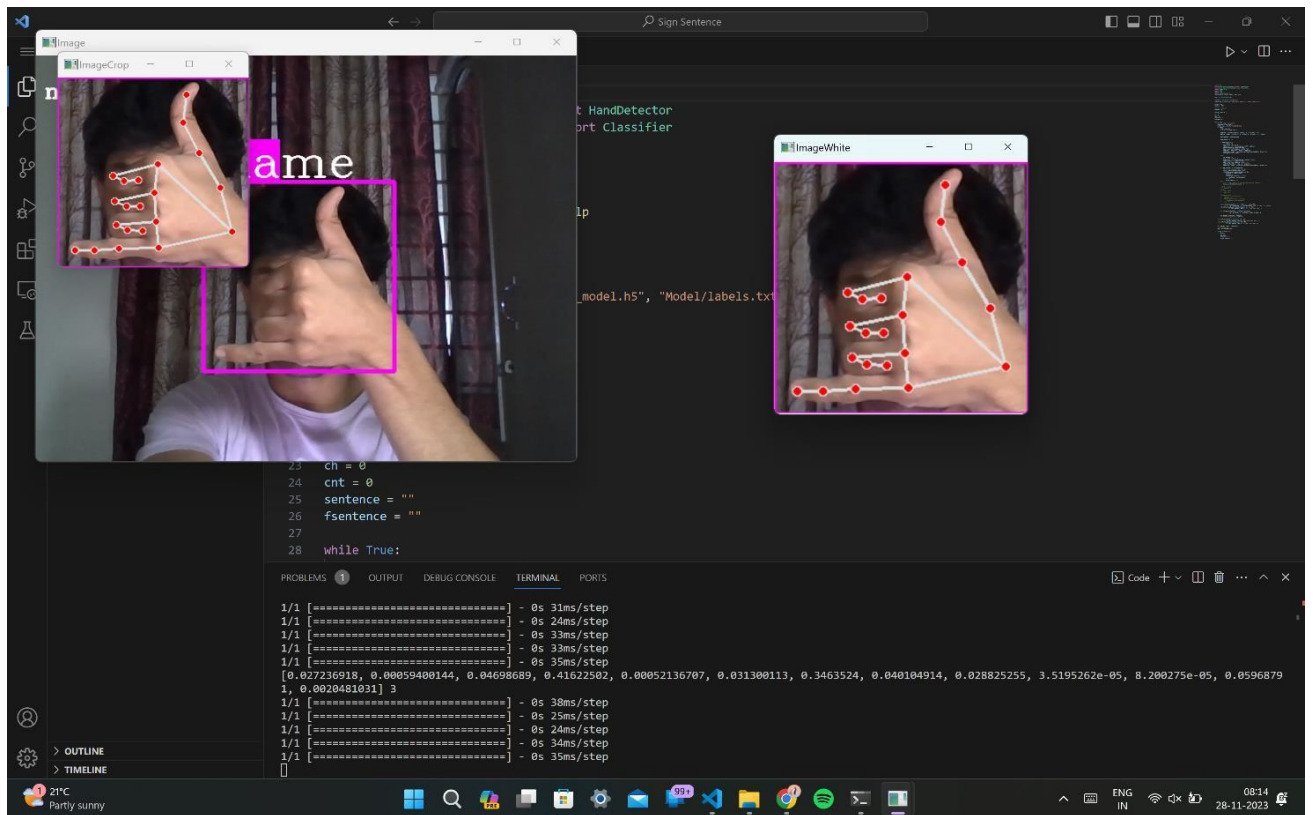 Sign Sentence
Image
ImageCrop
n
ame
t HandDetector
ort Classifier
lp
_model.h5", "Model/labels.txt
ImageWhite
23 ch = 0
24 cnt = 0
25 sentence = ""
26 fsentence = ""
27
28 while True:
PROBLEMS 1 OUTPUT DEBUG CONSOLE TERMINAL PORTS
Code
1/1 [==============================] - 0s 31ms/step
1/1 [==============================] - 0s 24ms/step
1/1 [==============================] - 0s 33ms/step
1/1 [==============================] - 0s 33ms/step
1/1 [==============================] - 0s 35ms/step
[0.027236918, 0.00059400144, 0.04698689, 0.41622502, 0.00052136707, 0.031300113, 0.3463524, 0.040104914, 0.028825255, 3.5195262e-05, 8.200275e-05, 0.0596879
1, 0.0020481031] 3
1/1 [==============================] - 0s 38ms/step
1/1 [==============================] - 0s 25ms/step
1/1 [==============================] - 0s 24ms/step
1/1 [==============================] - 0s 34ms/step
1/1 [==============================] - 0s 35ms/step
OUTLINE
TIMELINE
1
21°C
Partly sunny
PRE
99+
ENG
IN
08:14
28-11-2023